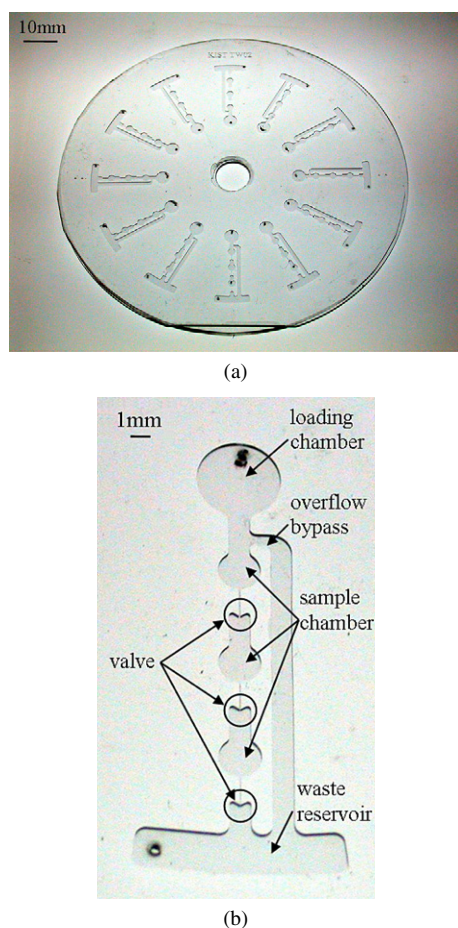 10mm
(a)
1mm
loading
chamber
overflow
bypass
sample
chamber
valve
waste
reservoir
(b)